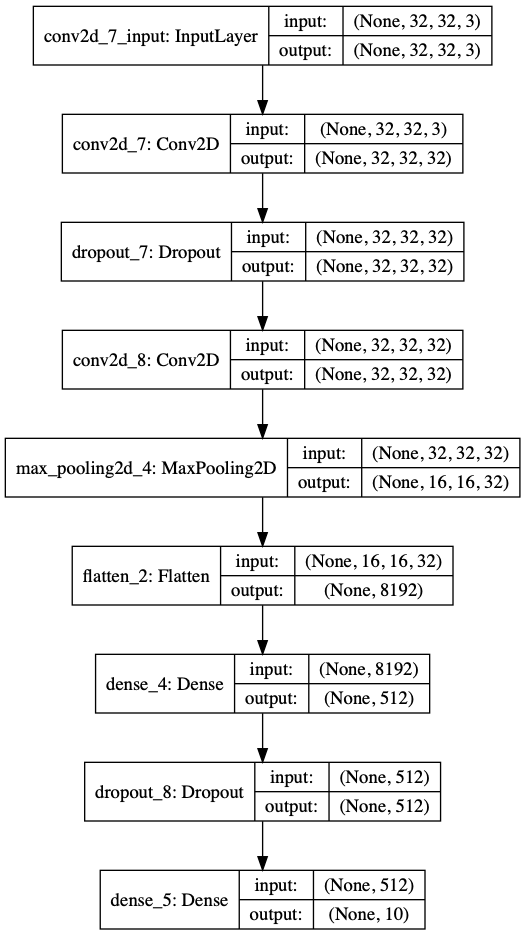 conv2d_7_input: InputLayer
input: (None, 32, 32, 3)
output: (None, 32, 32, 3)
conv2d_7: Conv2D
input: (None, 32, 32, 3)
output: (None, 32, 32, 32)
dropout_7: Dropout
input: (None, 32, 32, 32)
output: (None, 32, 32, 32)
conv2d_8: Conv2D
input: (None, 32, 32, 32)
output: (None, 32, 32, 32)
max_pooling2d_4: MaxPooling2D
input: (None, 32, 32, 32)
output: (None, 16, 16, 32)
flatten_2: Flatten
input: (None, 16, 16, 32)
output: (None, 8192)
dense_4: Dense
input: (None, 8192)
output: (None, 512)
dropout_8: Dropout
input: (None, 512)
output: (None, 512)
dense_5: Dense
input: (None, 512)
output: (None, 10)